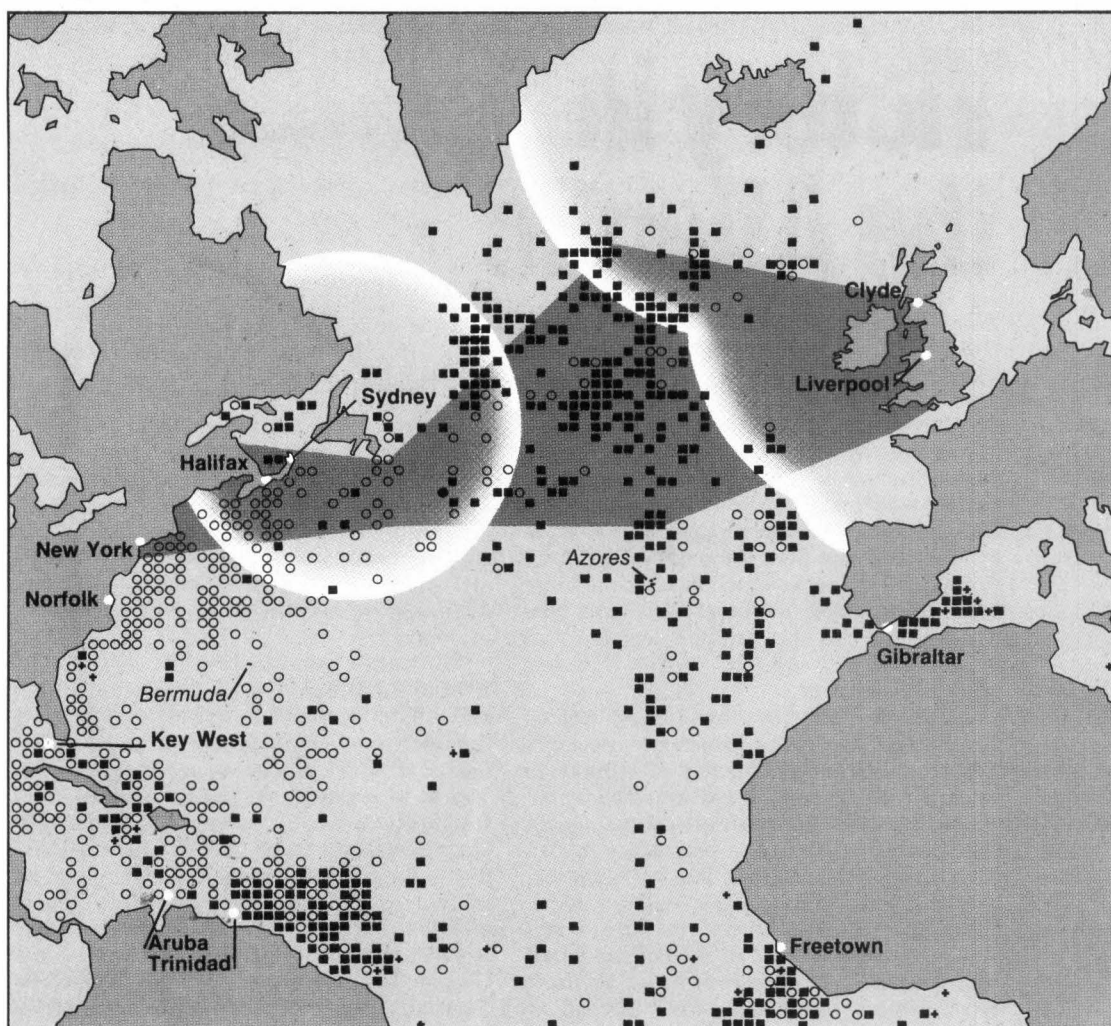 Clyde
Liverpool
Sydney
Halifax
New York
Norfolk
Azores
Gibraltar
Bermuda
Key West
Aruba
Trinidad
Freetown